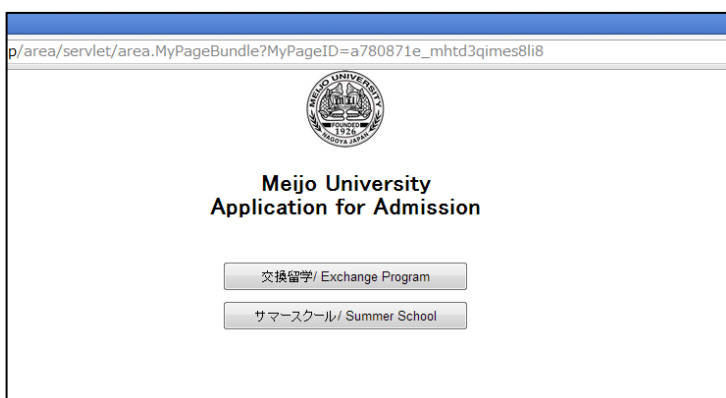 p/area/servlet/area.MyPageBundle?MyPageID=a780871e_mhtd3qimes8li8
MEIJO UNIVERSITY
FOUNDED
1926
NAGOYA JAPAN
Meijo University
Application for Admission
交換留学/ Exchange Program
サマースクール/ Summer School